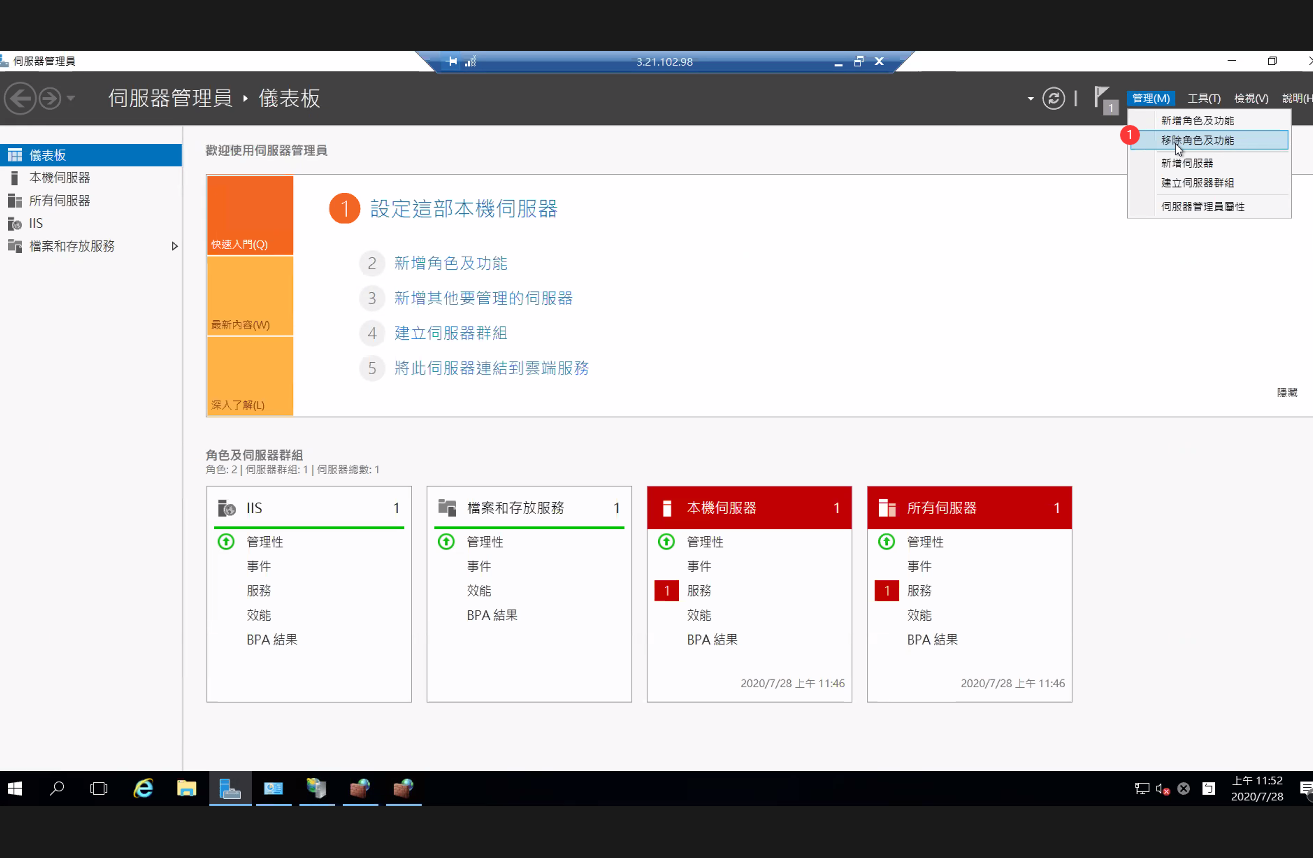 伺服器管理員
3.21.102.98
伺服器管理員 ‣ 儀表板
1
管理(M) 工具(T) 檢視(V) 說明(H
新增角色及功能
1
移除角色及功能
新增伺服器
建立伺服器群組
伺服器管理員屬性
儀表板
本機伺服器
所有伺服器
IIS
檔案和存放服務
歡迎使用伺服器管理員
快速入門(Q)
最新內容(W)
深入了解(L)
1 設定這部本機伺服器
2 新增角色及功能
3 新增其他要管理的伺服器
4 建立伺服器群組
5 將此伺服器連結到雲端服務
隱藏
角色及伺服器群組
角色: 2 | 伺服器群組: 1 | 伺服器總數: 1
IIS 1
管理性
事件
服務
效能
BPA 結果
檔案和存放服務 1
管理性
事件
效能
BPA 結果
本機伺服器 1
管理性
事件
1 服務
效能
BPA 結果
2020/7/28 上午 11:46
所有伺服器 1
管理性
事件
1 服務
效能
BPA 結果
2020/7/28 上午 11:46
上午 11:52
2020/7/28